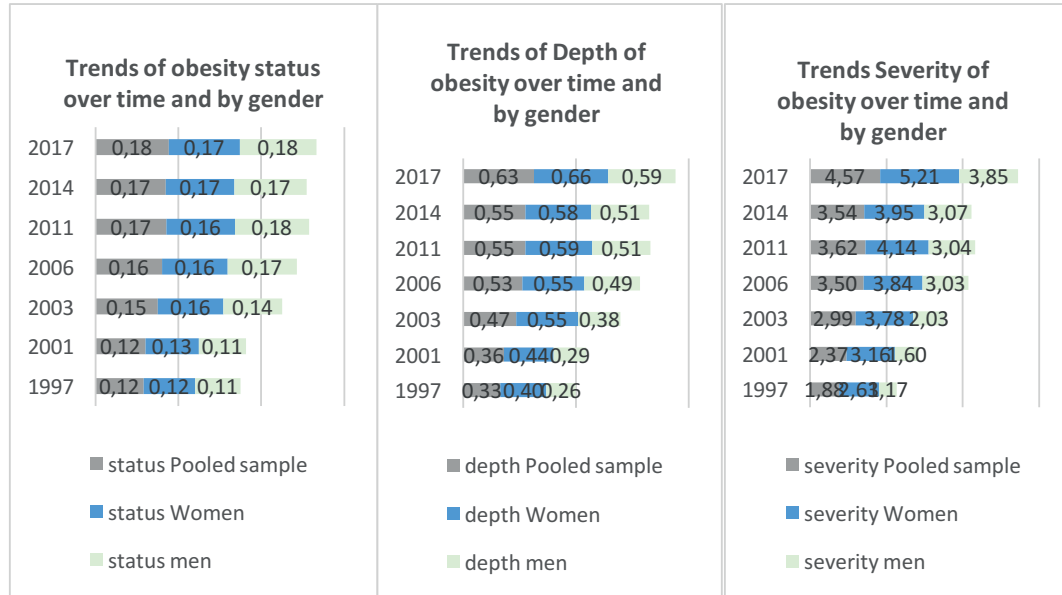 Trends of obesity status
over time and by gender
2017 0,18 0,17 0,18
2014 0,17 0,17 0,17
2011 0,17 0,16 0,18
2006 0,16 0,16 0,17
2003 0,15 0,16 0,14
2001 0,12 0,13 0,11
1997 0,12 0,12 0,11
status Pooled sample
status Women
status men
Trends of Depth of
obesity over time and
by gender
2017 0,63 0,66 0,59
2014 0,55 0,58 0,51
2011 0,55 0,59 0,51
2006 0,53 0,55 0,49
2003 0,47 0,55 0,38
2001 0,36 0,44 0,29
1997 0,33 0,40 0,26
depth Pooled sample
depth Women
depth men
Trends Severity of
obesity over time and
by gender
2017 4,57 5,21 3,85
2014 3,54 3,95 3,07
2011 3,62 4,14 3,04
2006 3,50 3,84 3,03
2003 2,99 3,78 2,03
2001 2,37 3,16 1,60
1997 1,88 2,63 1,17
severity Pooled sample
severity Women
severity men